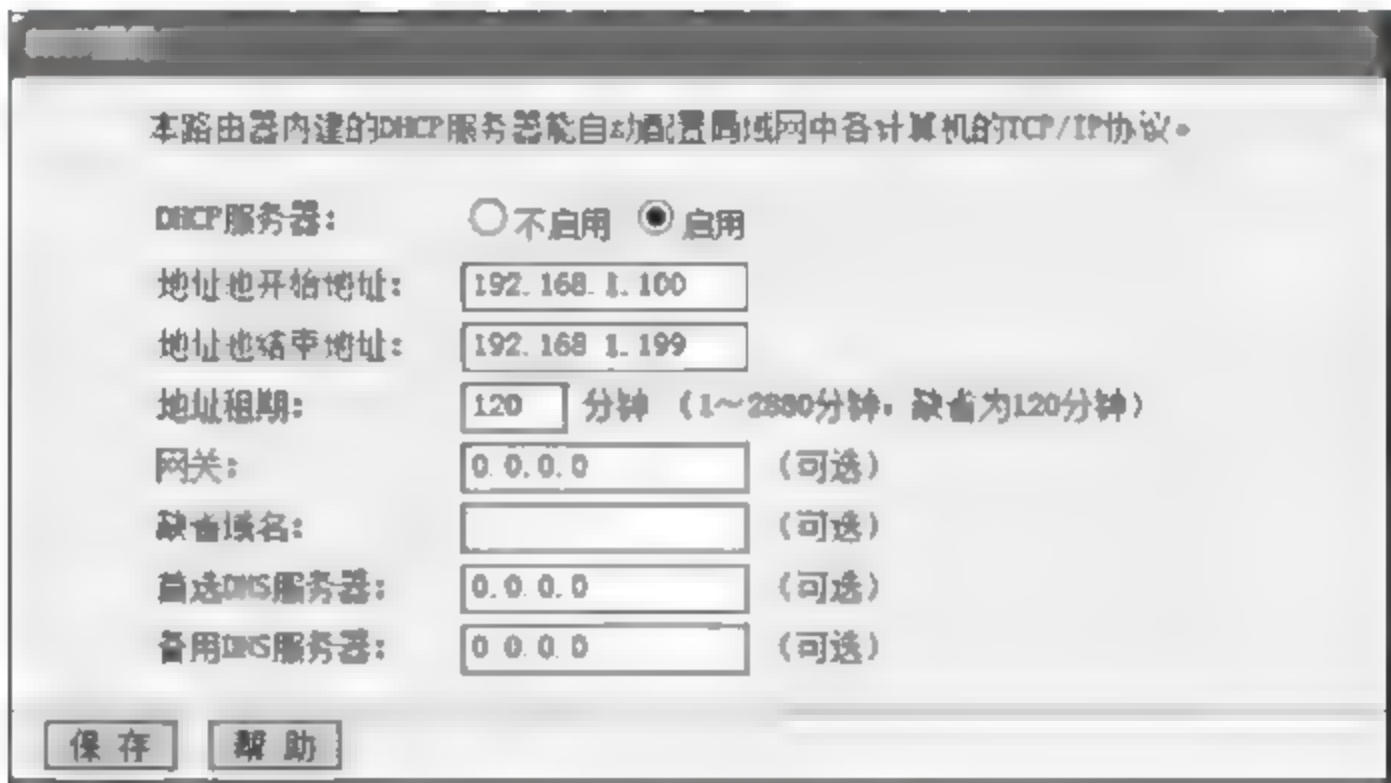 本路由器内建的DHCP服务器能自动配置局域网中各计算机的TCP/IP协议。
DHCP服务器: 不启用 启用
地址池开始地址: 192.168.1.100
地址池结束地址: 192.168.1.199
地址租期: 120 分钟 (1~2880分钟,缺省为120分钟)
网关: 0.0.0.0 (可选)
缺省域名: (可选)
首选DNS服务器: 0.0.0.0 (可选)
备用DNS服务器: 0.0.0.0 (可选)
保存 帮助